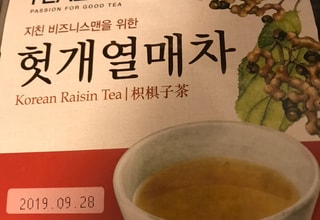 PASSION FOR GOOD TEA
지친 비즈니스맨을 위한
헛개열매차
Korean Raisin Tea | 枳椇子茶
2019.09.28